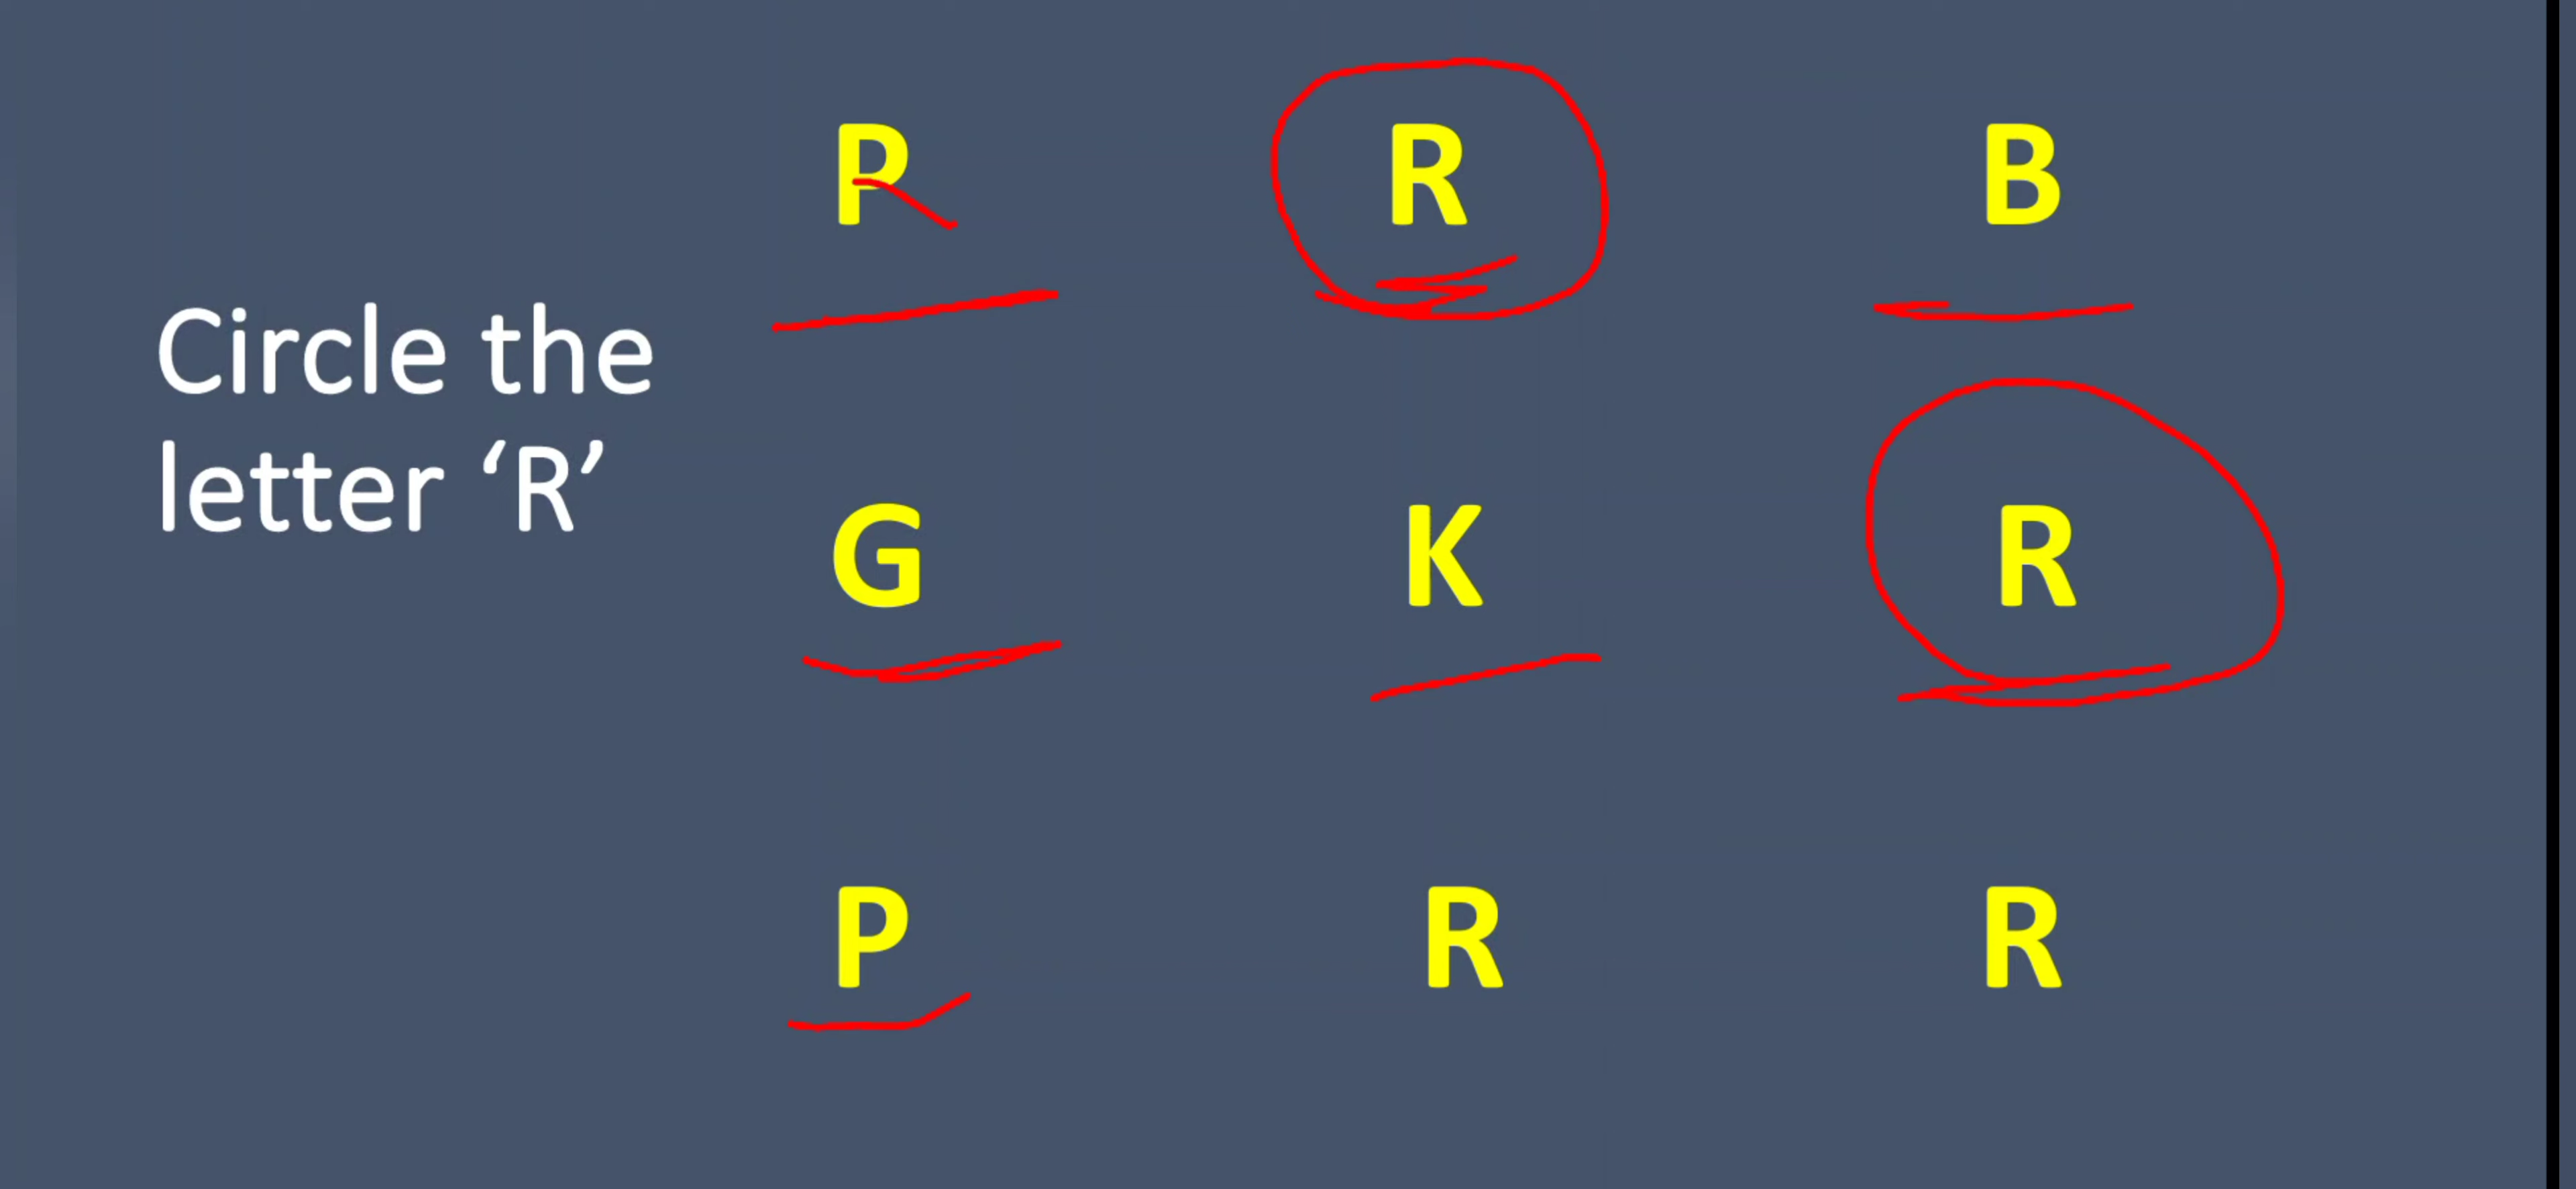 Circle the
letter ‘R’
P R B
G K R
P R R